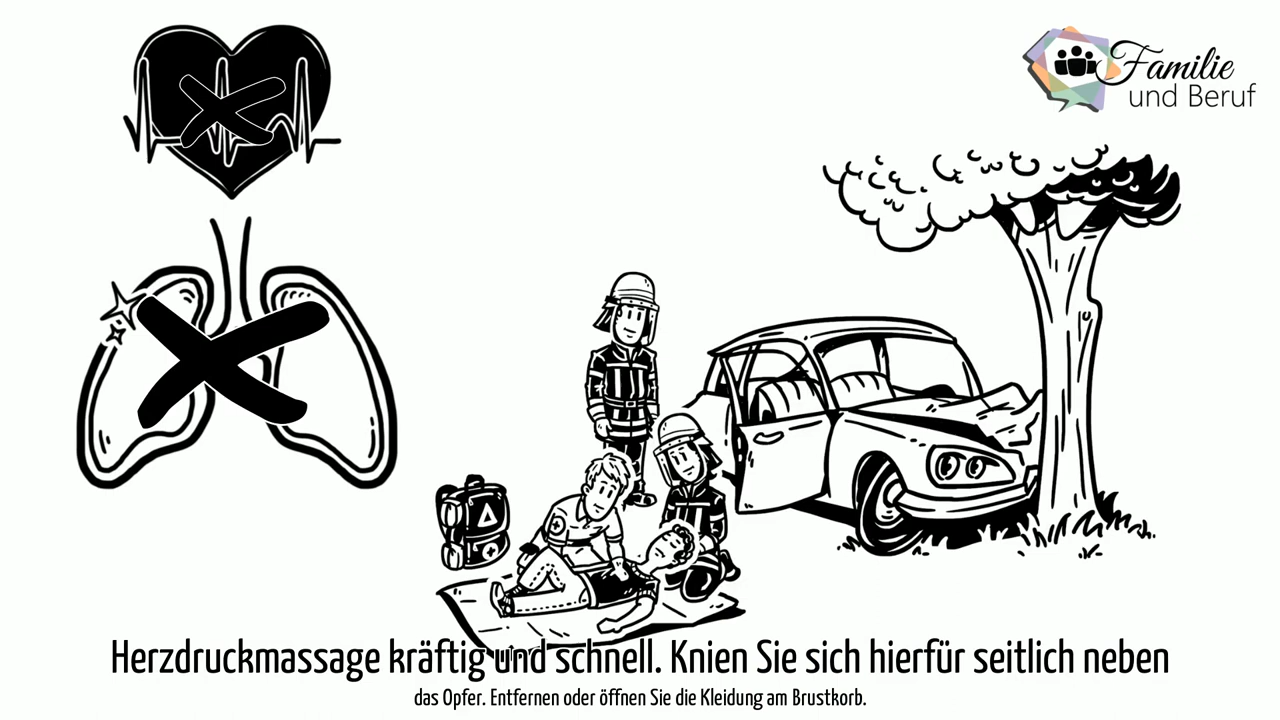 Familie
und Beruf
Herzdruckmassage kräftig und schnell. Knien Sie sich hierfür seitlich neben
das Opfer. Entfernen oder öffnen Sie die Kleidung am Brustkorb.